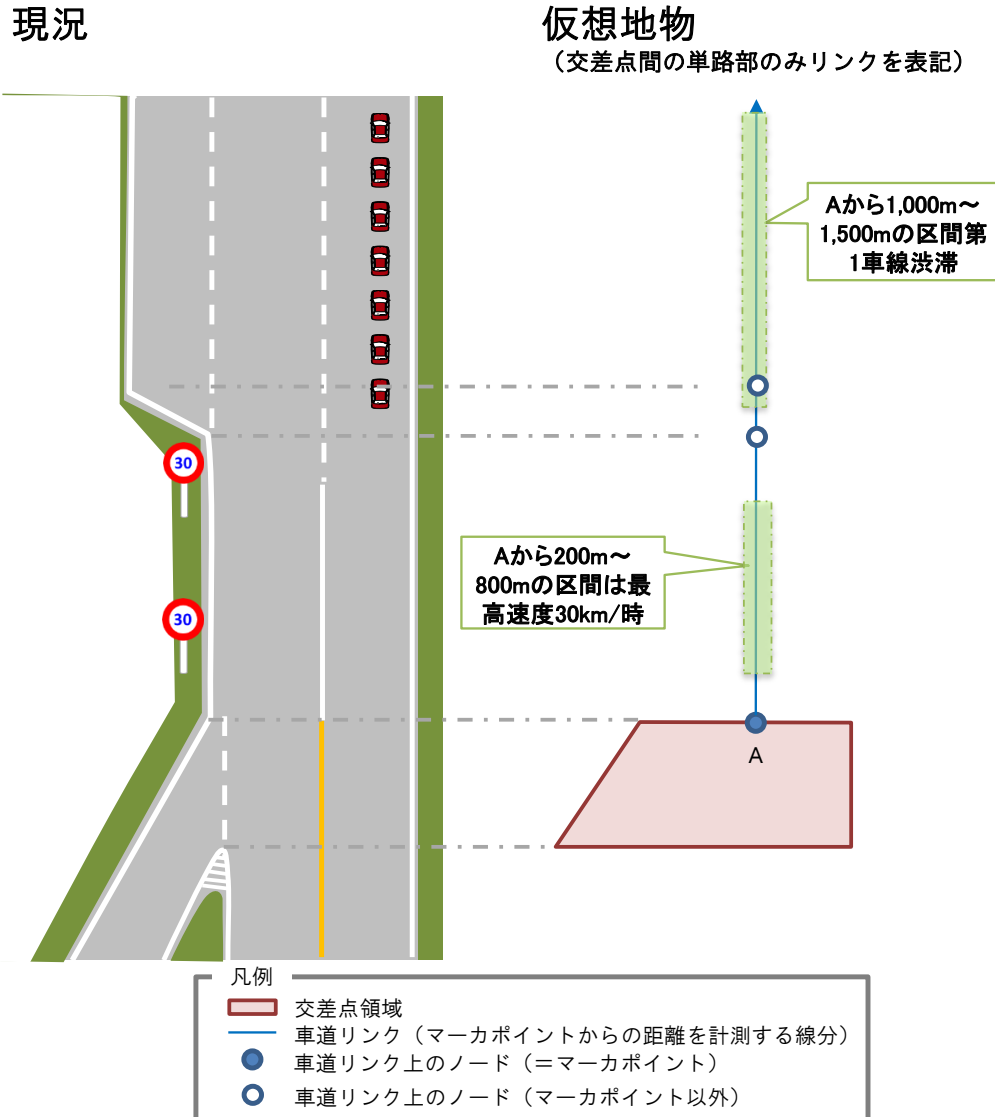 現況
仮想地物
（交差点間の単路部のみリンクを表記）
Aから1,000m～
1,500mの区間第
1車線渋滞
30
Aから200m～
800mの区間は最
高速度30km/時
30
A
凡例
交差点領域
車道リンク（マーカポイントからの距離を計測する線分）
車道リンク上のノード（＝マーカポイント）
車道リンク上のノード（マーカポイント以外）